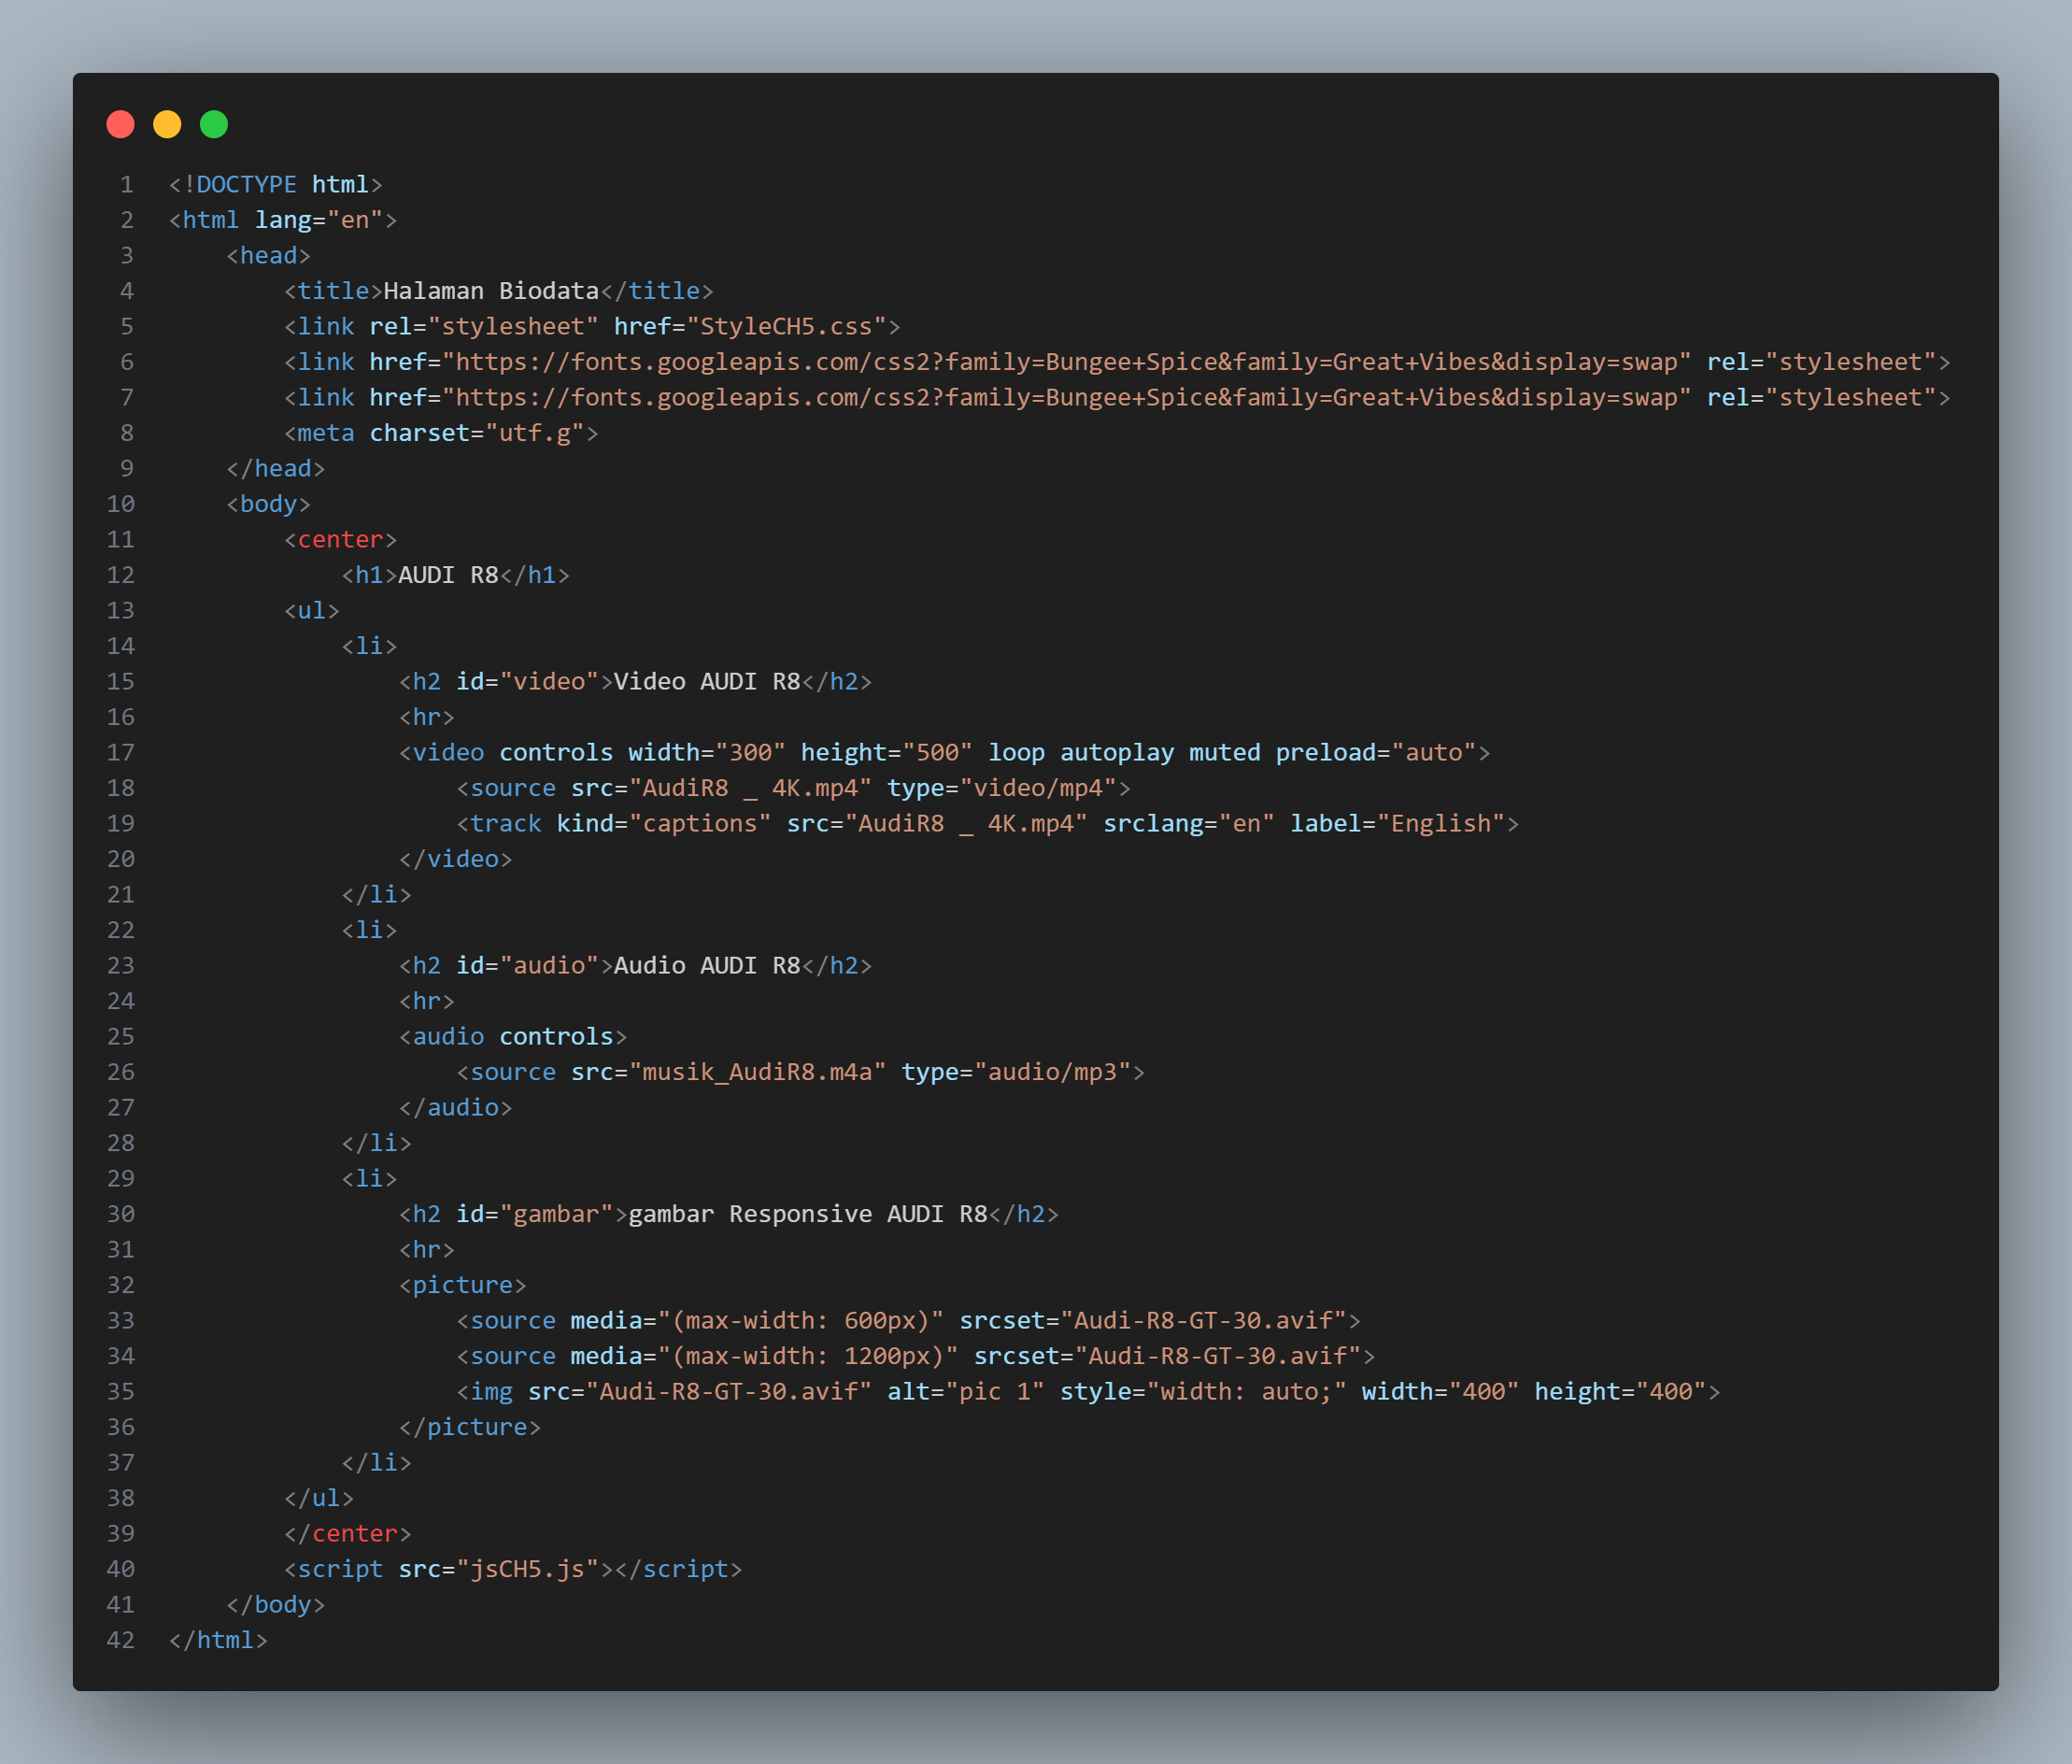 1 <!DOCTYPE html>
2 <html lang="en">
3     <head>
4         <title>Halaman Biodata</title>
5         <link rel="stylesheet" href="StyleCH5.css">
6         <link href="https://fonts.googleapis.com/css2?family=Bungee+Spice&family=Great+Vibes&display=swap" rel="stylesheet">
7         <link href="https://fonts.googleapis.com/css2?family=Bungee+Spice&family=Great+Vibes&display=swap" rel="stylesheet">
8         <meta charset="utf.g">
9     </head>
10     <body>
11         <center>
12             <h1>AUDI R8</h1>
13         <ul>
14             <li>
15                 <h2 id="video">Video AUDI R8</h2>
16                 <hr>
17                 <video controls width="300" height="500" loop autoplay muted preload="auto">
18                     <source src="AudiR8 _ 4K.mp4" type="video/mp4">
19                     <track kind="captions" src="AudiR8 _ 4K.mp4" srclang="en" label="English">
20                 </video>
21             </li>
22             <li>
23                 <h2 id="audio">Audio AUDI R8</h2>
24                 <hr>
25                 <audio controls>
26                     <source src="musik_AudiR8.m4a" type="audio/mp3">
27                 </audio>
28             </li>
29             <li>
30                 <h2 id="gambar">gambar Responsive AUDI R8</h2>
31                 <hr>
32                 <picture>
33                     <source media="(max-width: 600px)" srcset="Audi-R8-GT-30.avif">
34                     <source media="(max-width: 1200px)" srcset="Audi-R8-GT-30.avif">
35                     <img src="Audi-R8-GT-30.avif" alt="pic 1" style="width: auto;" width="400" height="400">
36                 </picture>
37             </li>
38         </ul>
39         </center>
40         <script src="jsCH5.js"></script>
41     </body>
42 </html>